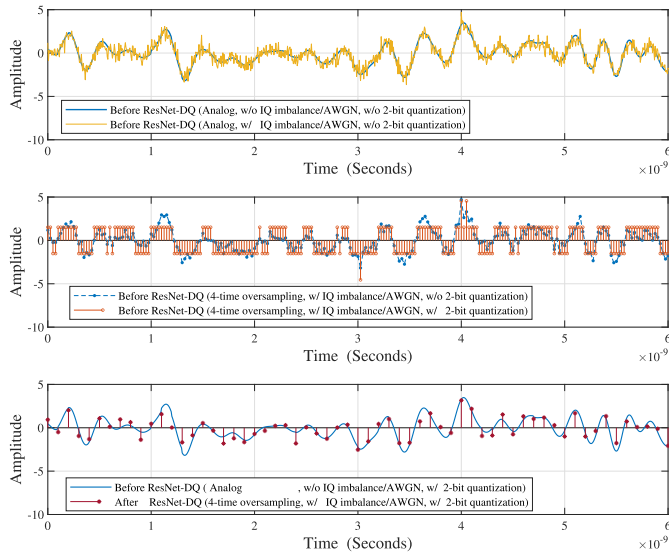 5
0
-5
-10
Amplitude
Before ResNet-DQ (Analog, w/o IQ imbalance/AWGN, w/o 2-bit quantization)
Before ResNet-DQ (Analog, w/ IQ imbalance/AWGN, w/o 2-bit quantization)
0 1 2 3 4 5 6
Time (Seconds)
×10⁻⁹
5
0
-5
-10
Amplitude
Before ResNet-DQ (4-time oversampling, w/ IQ imbalance/AWGN, w/o 2-bit quantization)
Before ResNet-DQ (4-time oversampling, w/ IQ imbalance/AWGN, w/ 2-bit quantization)
0 1 2 3 4 5 6
Time (Seconds)
×10⁻⁹
5
0
-5
-10
Amplitude
Before ResNet-DQ ( Analog , w/o IQ imbalance/AWGN, w/ 2-bit quantization)
After ResNet-DQ (4-time oversampling, w/ IQ imbalance/AWGN, w/ 2-bit quantization)
0 1 2 3 4 5 6
Time (Seconds)
×10⁻⁹